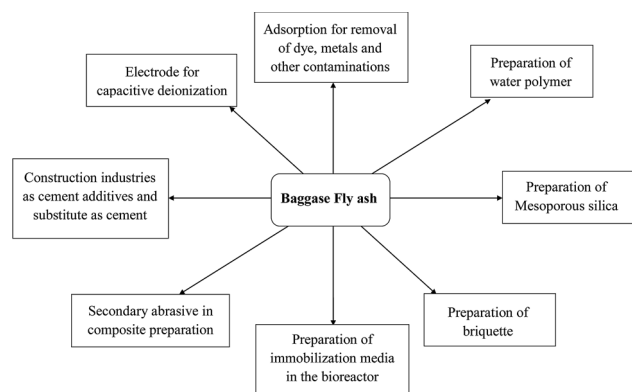 Adsorption for removal
of dye, metals and
other contaminations
Electrode for
capacitive deionization
Preparation of
water polymer
Construction industries
as cement additives and
substitute as cement
Baggase Fly ash
Preparation of
Mesoporous silica
Secondary abrasive in
composite preparation
Preparation of
immobilization media
in the bioreactor
Preparation of
briquette